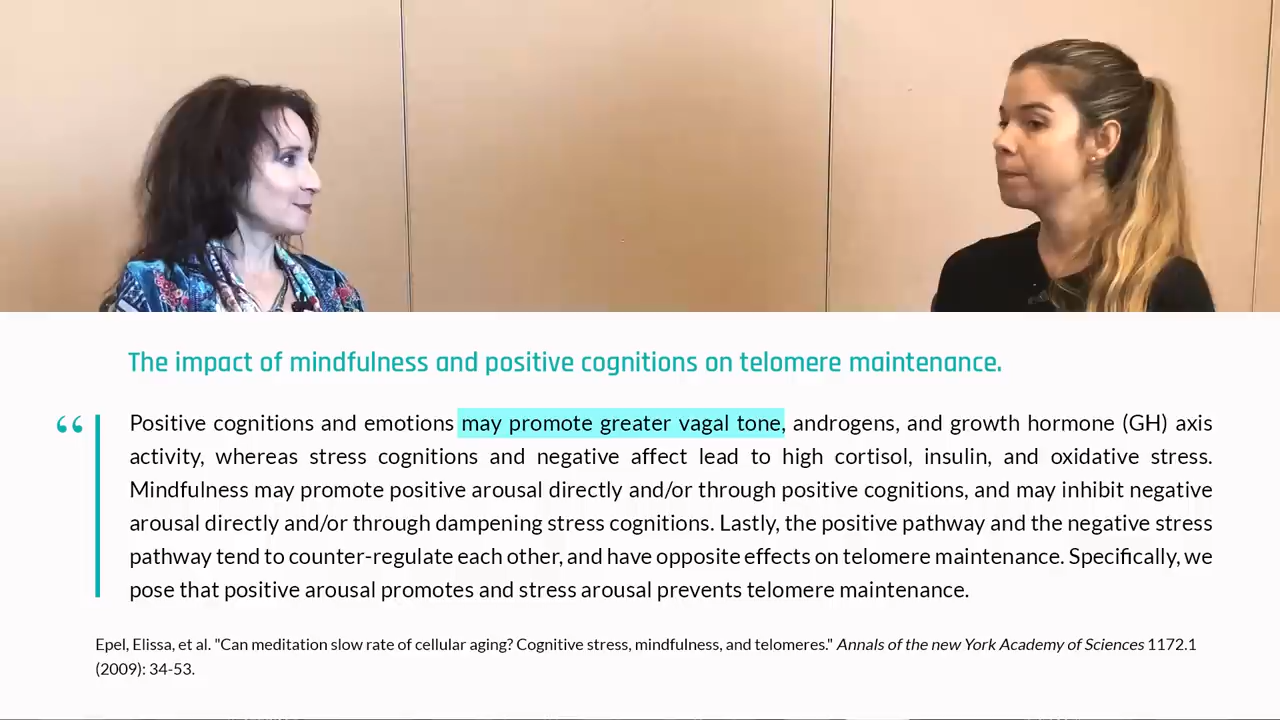 The impact of mindfulness and positive cognitions on telomere maintenance.
“ Positive cognitions and emotions may promote greater vagal tone, androgens, and growth hormone (GH) axis
activity, whereas stress cognitions and negative affect lead to high cortisol, insulin, and oxidative stress.
Mindfulness may promote positive arousal directly and/or through positive cognitions, and may inhibit negative
arousal directly and/or through dampening stress cognitions. Lastly, the positive pathway and the negative stress
pathway tend to counter-regulate each other, and have opposite effects on telomere maintenance. Specifically, we
pose that positive arousal promotes and stress arousal prevents telomere maintenance.
Epel, Elissa, et al. "Can meditation slow rate of cellular aging? Cognitive stress, mindfulness, and telomeres." Annals of the new York Academy of Sciences 1172.1
(2009): 34-53.